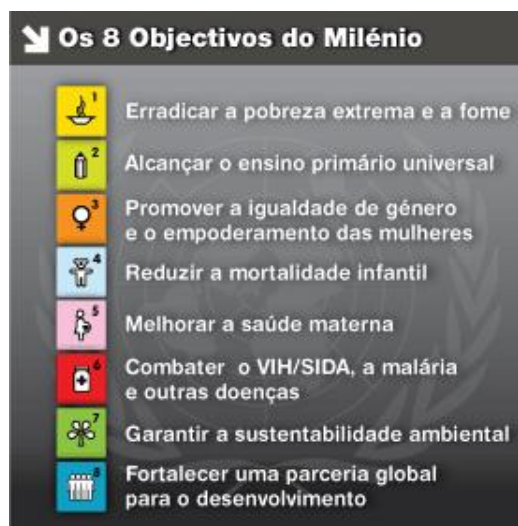 Os 8 Objectivos do Milénio
1
Erradicar a pobreza extrema e a fome
2
Alcançar o ensino primário universal
3
Promover a igualdade de género
e o empoderamento das mulheres
4
Reduzir a mortalidade infantil
5
Melhorar a saúde materna
6
Combater o VIH/SIDA, a malária
e outras doenças
7
Garantir a sustentabilidade ambiental
8
Fortalecer uma parceria global
para o desenvolvimento